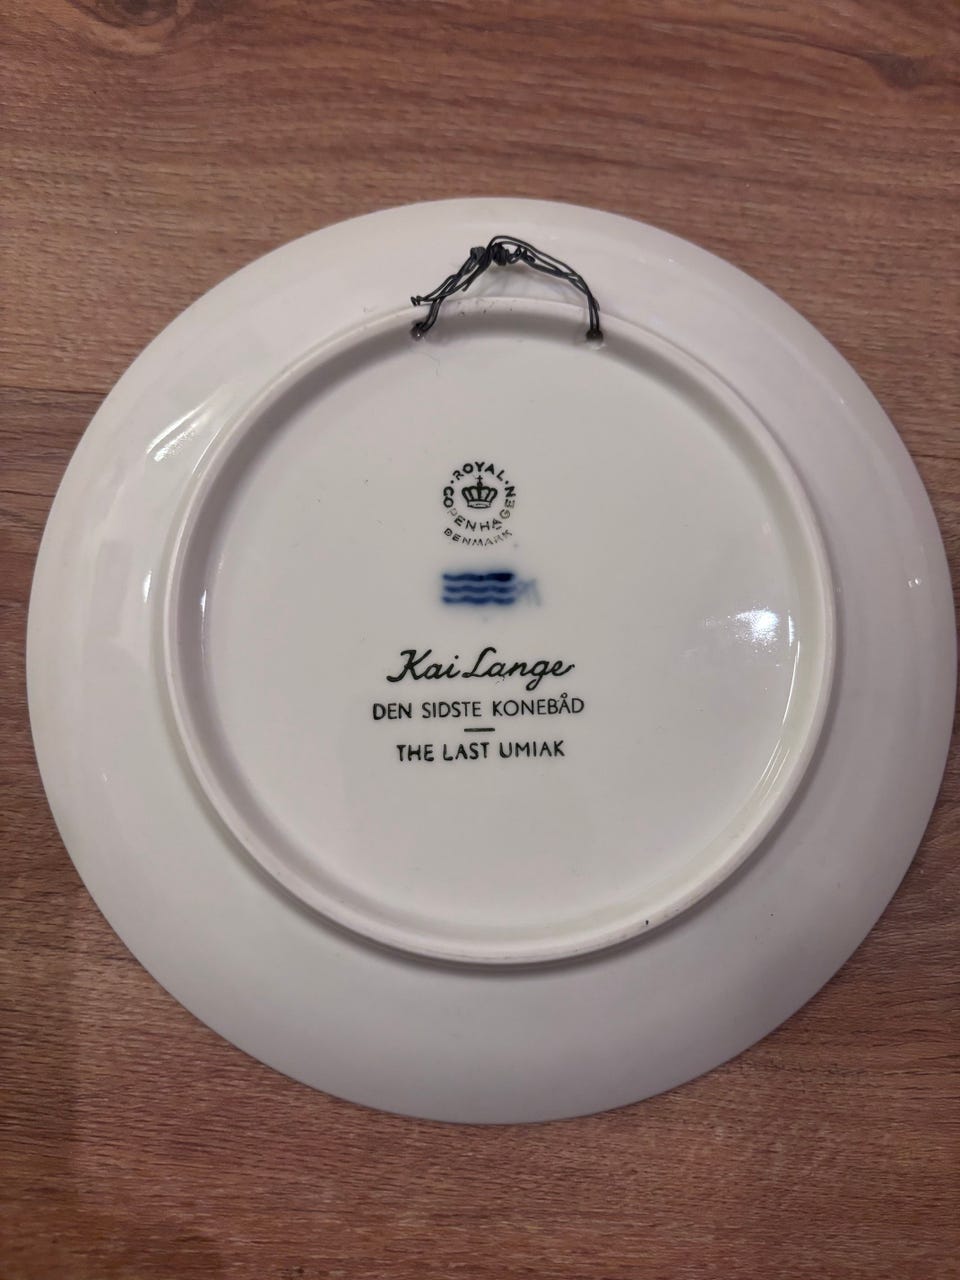 ROYAL
COPENHAGEN
DENMARK
Kai Lange
DEN SIDSTE KONEBÅD
THE LAST UMIAK